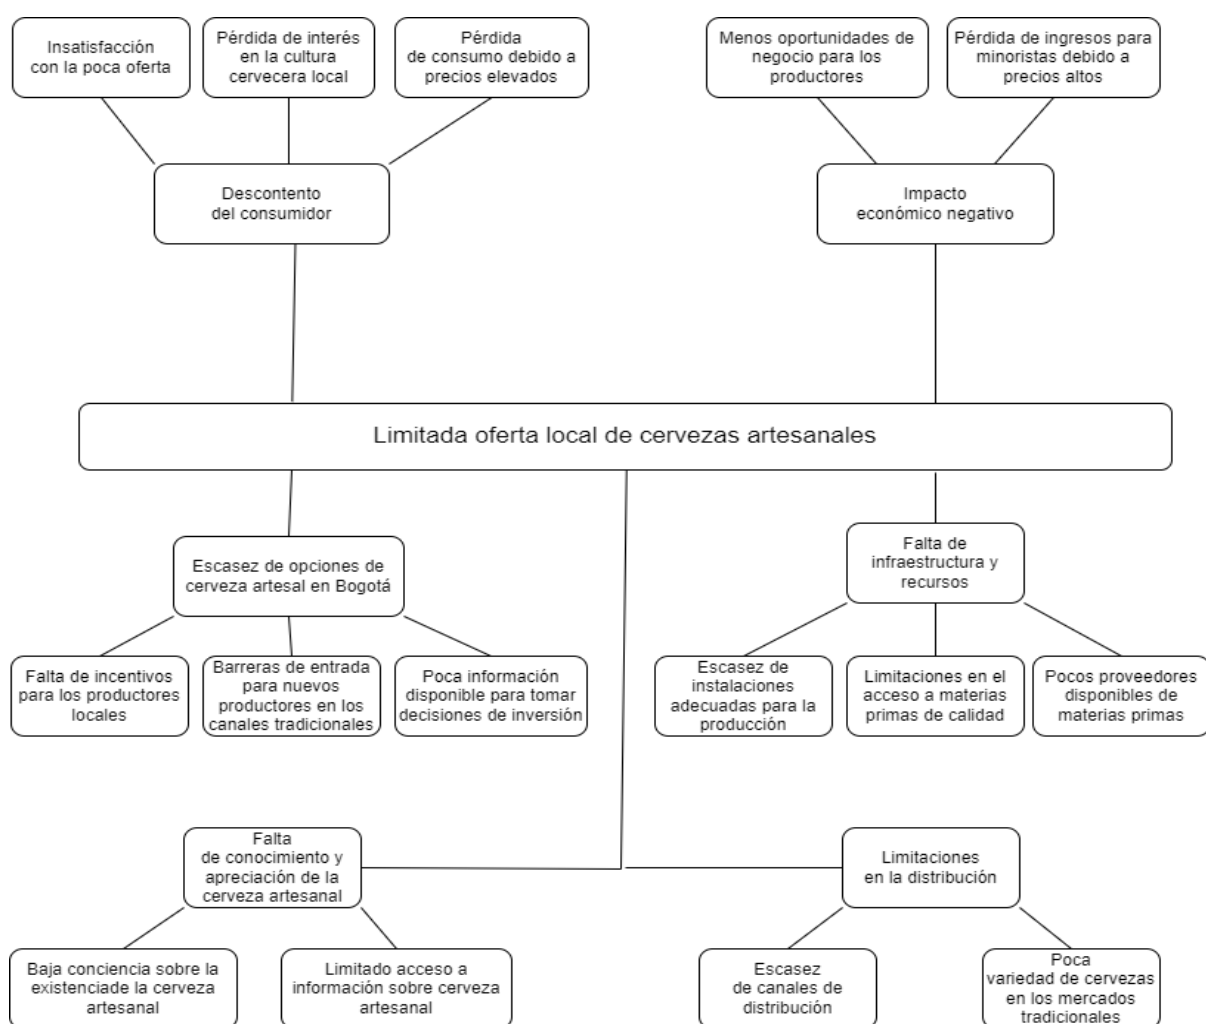 Insatisfacción
con la poca oferta
Pérdida de interés
en la cultura
cervecera local
Pérdida
de consumo debido a
precios elevados
Menos oportunidades de
negocio para los
productores
Pérdida de ingresos para
minoristas debido a
precios altos
Descontento
del consumidor
Impacto
económico negativo
Limitada oferta local de cervezas artesanales
Escasez de opciones de
cerveza artesal en Bogotá
Falta de
infraestructura y
recursos
Falta de incentivos
para los productores
locales
Barreras de entrada
para nuevos
productores en los
canales tradicionales
Poca información
disponible para tomar
decisiones de inversión
Escasez de
instalaciones
adecuadas para la
producción
Limitaciones en el
acceso a materias
primas de calidad
Pocos proveedores
disponibles de
materias primas
Falta
de conocimiento y
apreciación de la
cerveza artesanal
Limitaciones
en la distribución
Baja conciencia sobre la
existenciade la cerveza
artesanal
Limitado acceso a
información sobre cerveza
artesanal
Escasez
de canales de
distribución
Poca
variedad de cervezas
en los mercados
tradicionales